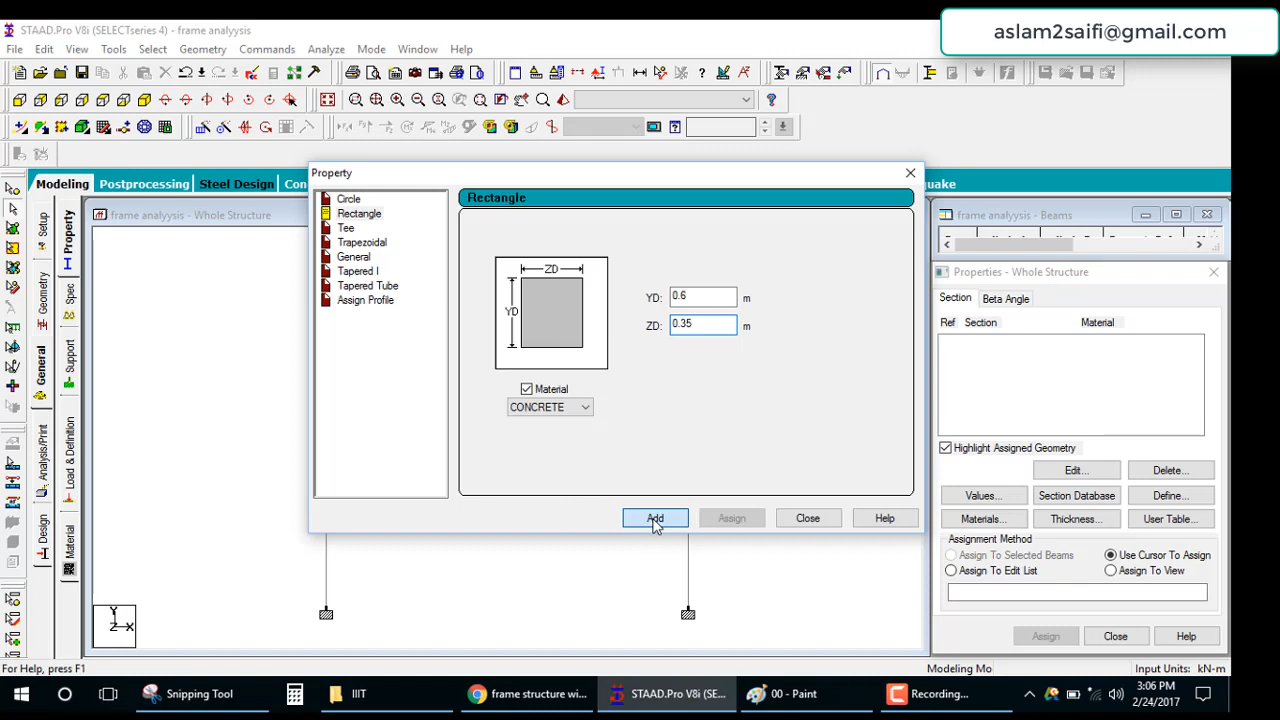 STAAD.Pro V8i (SELECTseries 4) - frame analyysis
aslam2saifi@gmail.com
File Edit View Tools Select Geometry Commands Analyze Mode Window Help
Modeling Postprocessing Steel Design Con
quake
frame analyysis - Whole Structure
Property
Circle
Rectangle
Tee
Trapezoidal
General
Tapered I
Tapered Tube
Assign Profile
Rectangle
ZD
YD
YD: 0.6 m
ZD: 0.35 m
Material
CONCRETE
Add Assign Close Help
Setup
Geometry
General
Analysis/Print
Design
Property
Spec
Support
Load & Definition
Material
Y
Z X
frame analyysis - Beams
Properties - Whole Structure
Section Beta Angle
Ref Section Material
Highlight Assigned Geometry
Edit... Delete...
Values... Section Database Define...
Materials... Thickness... User Table...
Assignment Method
Assign To Selected Beams Use Cursor To Assign
Assign To Edit List Assign To View
Assign Close Help
For Help, press F1
Modeling Mo Input Units: kN-m
Snipping Tool
IIIT
frame structure wi...
STAAD.Pro V8i (SE...
00 - Paint
Recording...
3:06 PM
2/24/2017